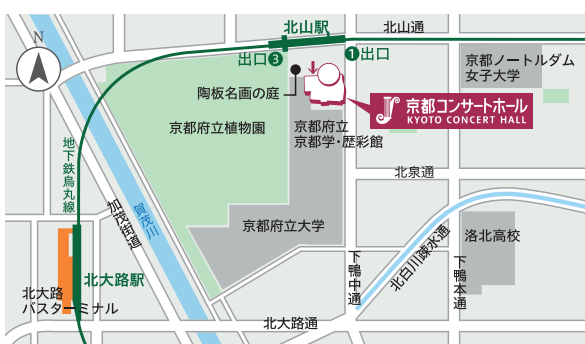 N
北山駅
北山通
出口3
1出口
京都ノートルダム
女子大学
陶板名画の庭
京都コンサートホール
KYOTO CONCERT HALL
京都府立植物園
京都府立
京都学・歴彩館
地下鉄烏丸線
北泉通
加茂街道
賀茂川
京都府立大学
洛北高校
下鴨中通
北白川疎水通
下鴨本通
北大路駅
北大路
バスターミナル
北大路通